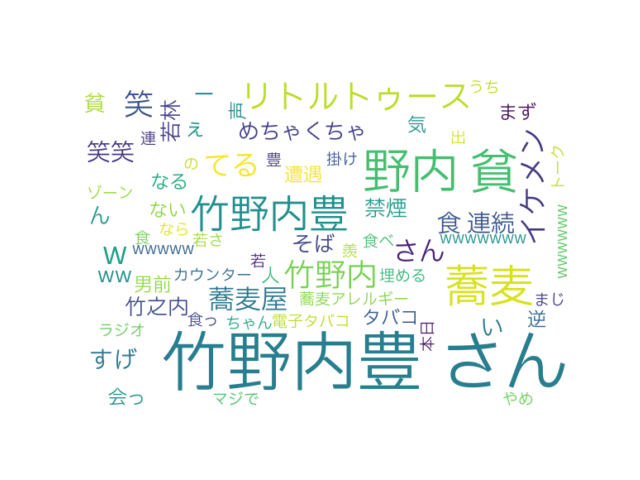 うち
リトルトゥース
貧
笑
ー
声
まず
若林
え
めちゃくちゃ
気
出
連
笑笑
の
てる
豊
掛け
遭遇
野内 貧
イケメン
トーク
ゾーン
なる
ない
竹野内豊
禁煙
食 連続
ん
なら
食
若さ
wwwww
そば
食べ
さん
wwwwwww
wwwwwwww
w
ww
男前
カウンター
若
人
竹野内
羨
埋める
蕎麦
竹之内
蕎麦屋
蕎麦アレルギー
まじ
食っ
ちゃん
電子タバコ
タバコ
本日
い
逆
ラジオ
すげ
竹野内豊 さん
会っ
マジで
やめ